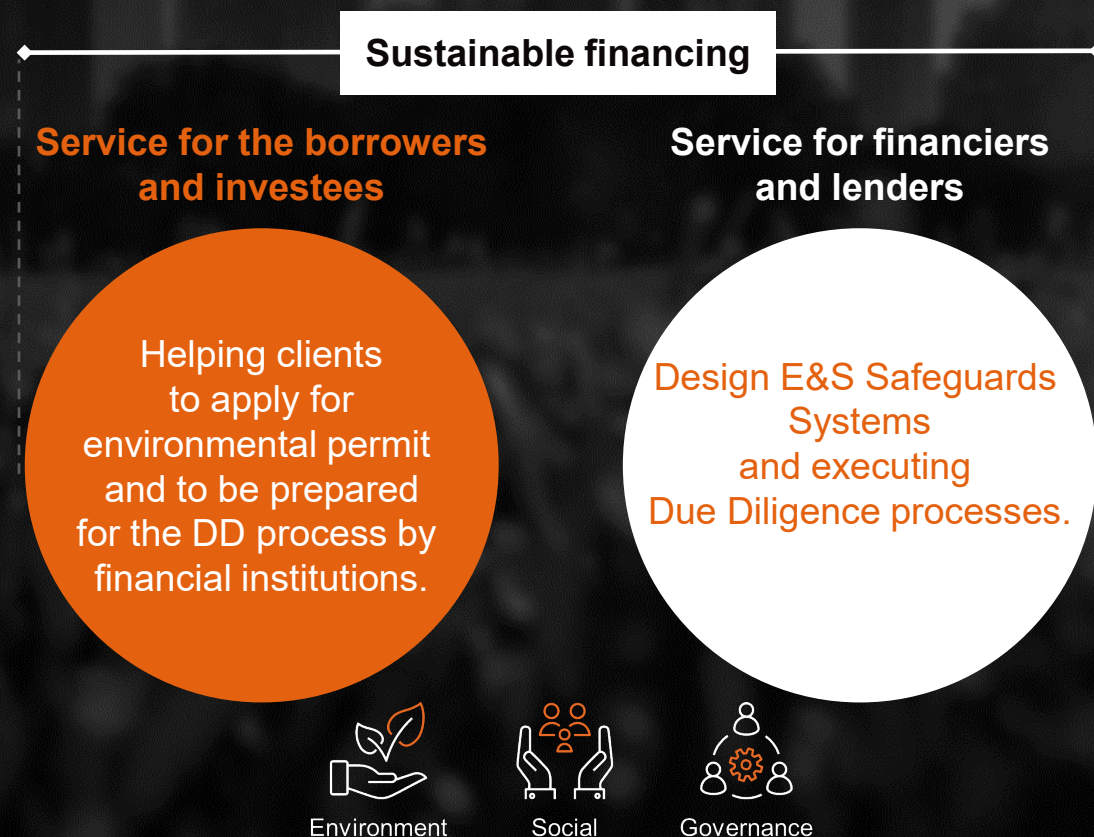 Sustainable financing
Service for the borrowers
and investees
Helping clients
to apply for
environmental permit
and to be prepared
for the DD process by
financial institutions.
Service for financiers
and lenders
Design E&S Safeguards
Systems
and executing
Due Diligence processes.
Environment
Social
Governance